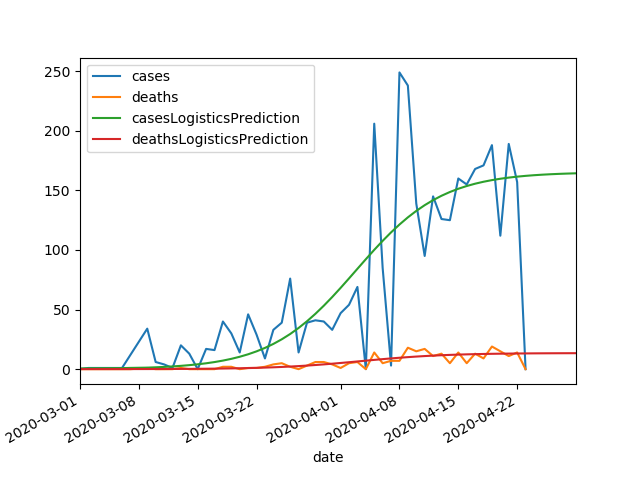 250
200
150
100
50
0
cases
deaths
casesLogisticsPrediction
deathsLogisticsPrediction
2020-03-01
2020-03-08
2020-03-15
2020-03-22
2020-04-01
2020-04-08
2020-04-15
2020-04-22
date